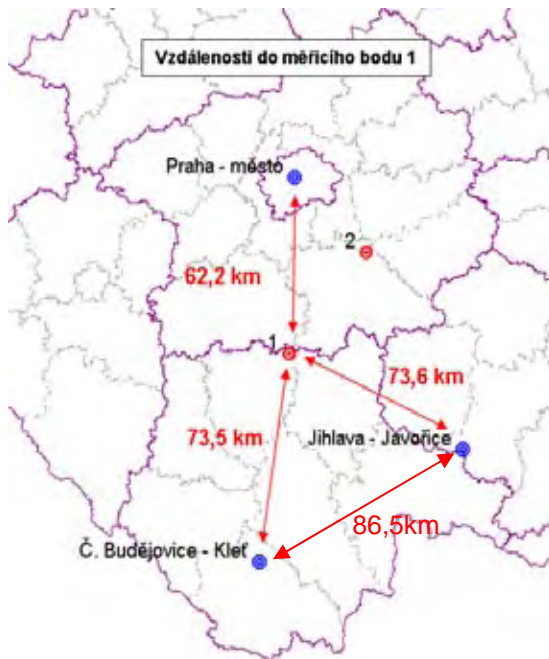 Vzdálenosti do měřicího bodu 1
Praha - město
2
62,2 km
1
73,6 km
73,5 km
Jihlava - Javořice
86,5km
Č. Budějovice - Kleť